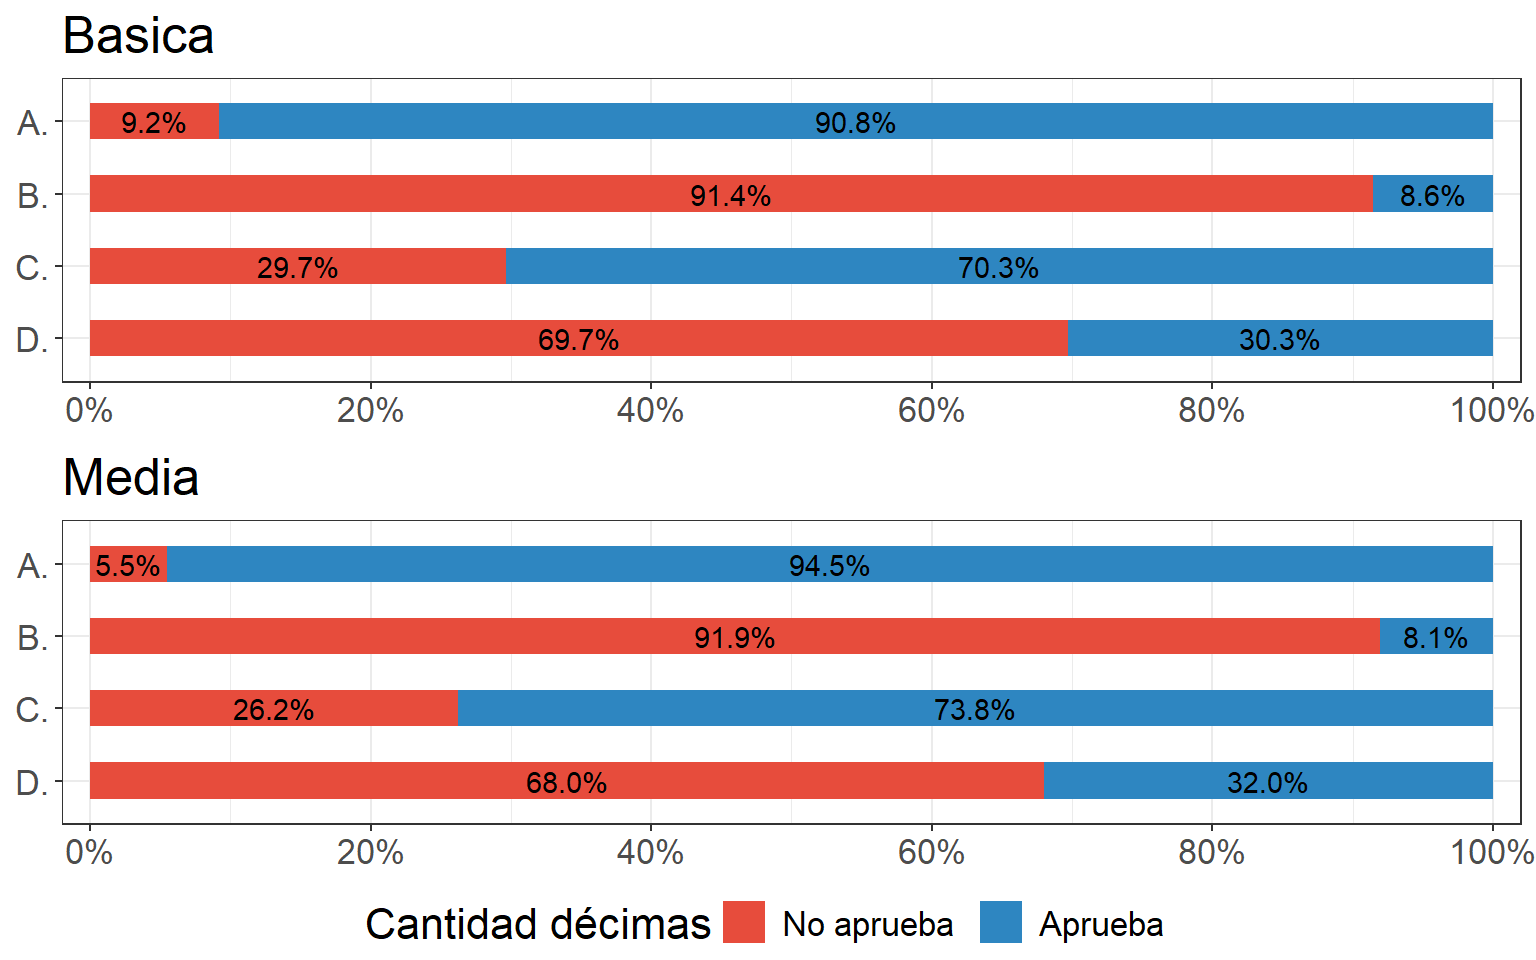 Basica
A. 9.2% 90.8%
B. 91.4% 8.6%
C. 29.7% 70.3%
D. 69.7% 30.3%
0% 20% 40% 60% 80% 100%
Media
A. 5.5% 94.5%
B. 91.9% 8.1%
C. 26.2% 73.8%
D. 68.0% 32.0%
0% 20% 40% 60% 80% 100%
Cantidad décimas No aprueba Aprueba